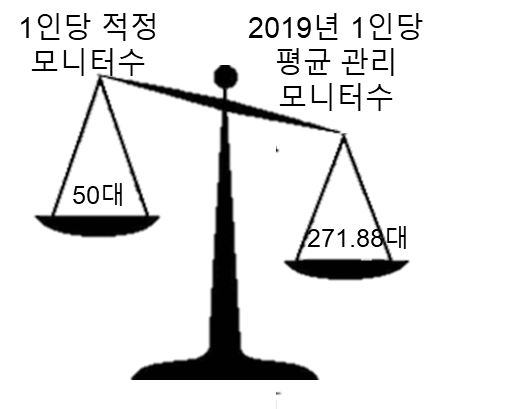 1인당 적정
모니터수
2019년 1인당
평균 관리
모니터수
50대
271.88대